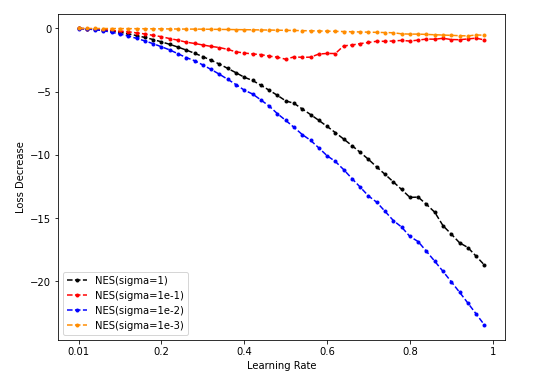 0
−5
−10
−15
−20
Loss Decrease
NES(sigma=1)
NES(sigma=1e-1)
NES(sigma=1e-2)
NES(sigma=1e-3)
0.01 0.2 0.4 0.6 0.8 1
Learning Rate